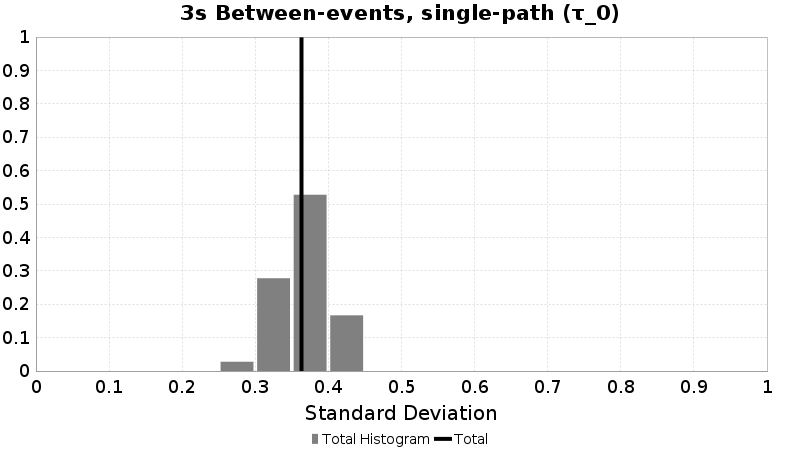 3s Between-events, single-path (τ_0)
1
0.9
0.8
0.7
0.6
0.5
0.4
0.3
0.2
0.1
0
0 0.1 0.2 0.3 0.4 0.5 0.6 0.7 0.8 0.9 1
Standard Deviation
Total Histogram Total